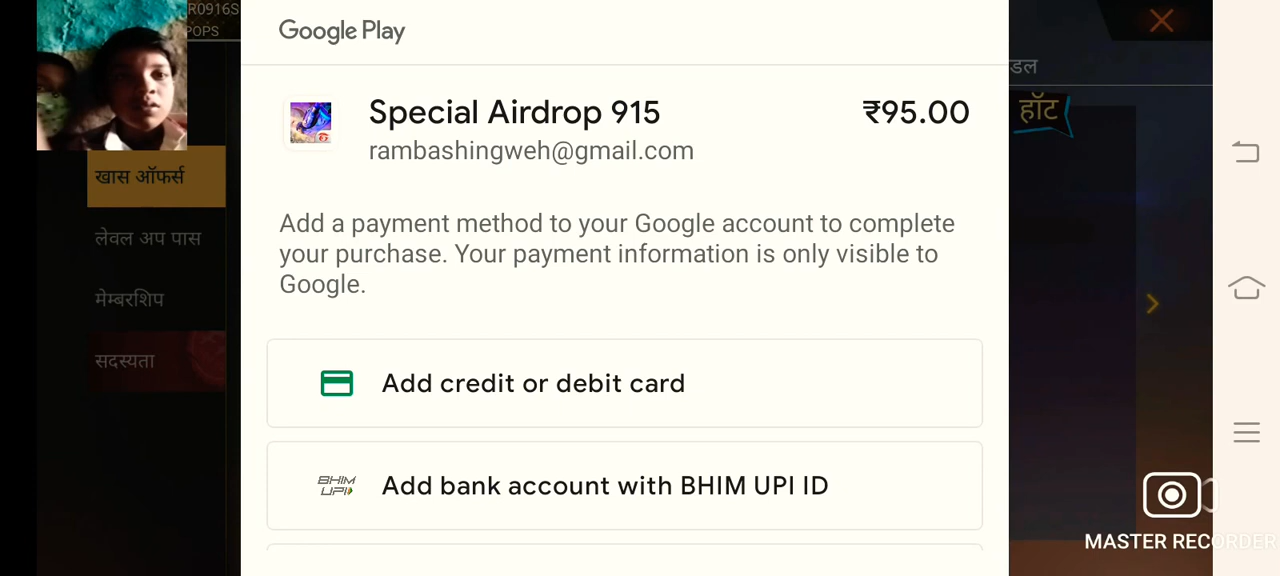 R0916S
POPS
Google Play
Special Airdrop 915
₹95.00
rambashingweh@gmail.com
Add a payment method to your Google account to complete
your purchase. Your payment information is only visible to
Google.
Add credit or debit card
BHIM
UPI
Add bank account with BHIM UPI ID
खास ऑफर्स
लेवल अप पास
मेम्बरशिप
सदस्यता
डल
हॉट
MASTER RECORDER